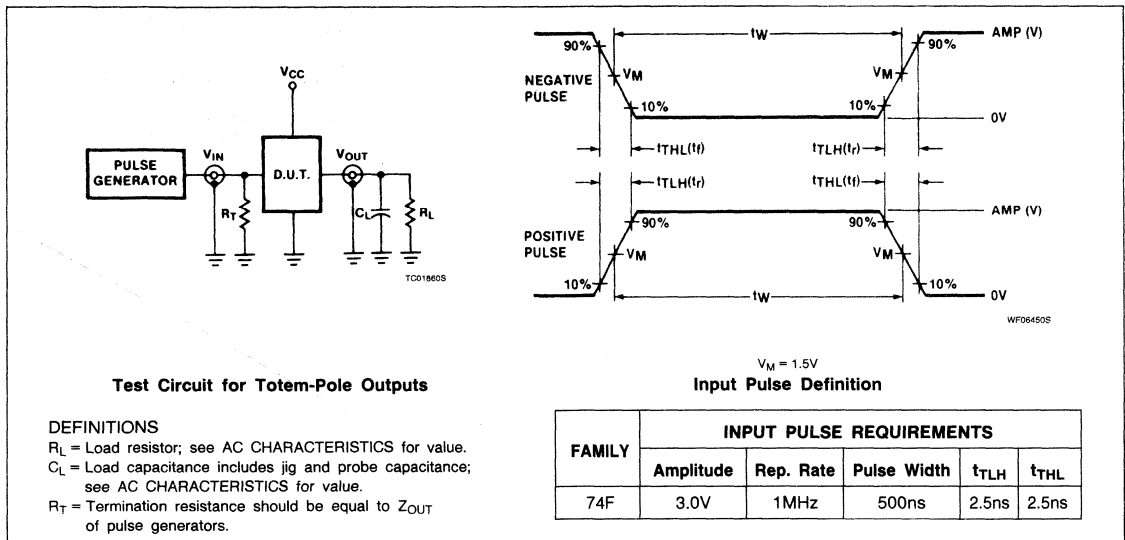 VCC
PULSE
GENERATOR
VIN
D.U.T.
VOUT
RT
CL
RL
TC01860S
Test Circuit for Totem-Pole Outputs
DEFINITIONS
RL = Load resistor; see AC CHARACTERISTICS for value.
CL = Load capacitance includes jig and probe capacitance;
see AC CHARACTERISTICS for value.
RT = Termination resistance should be equal to ZOUT
of pulse generators.
NEGATIVE
PULSE
90%
tW
90%
AMP (V)
VM
VM
10%
10%
0V
tTHL(tf)
tTLH(tr)
tTLH(tr)
tTHL(tf)
POSITIVE
PULSE
90%
90%
AMP (V)
VM
VM
10%
tW
10%
0V
WF06450S
VM = 1.5V
Input Pulse Definition
FAMILY
INPUT PULSE REQUIREMENTS
Amplitude Rep. Rate Pulse Width tTLH tTHL
74F 3.0V 1MHz 500ns 2.5ns 2.5ns